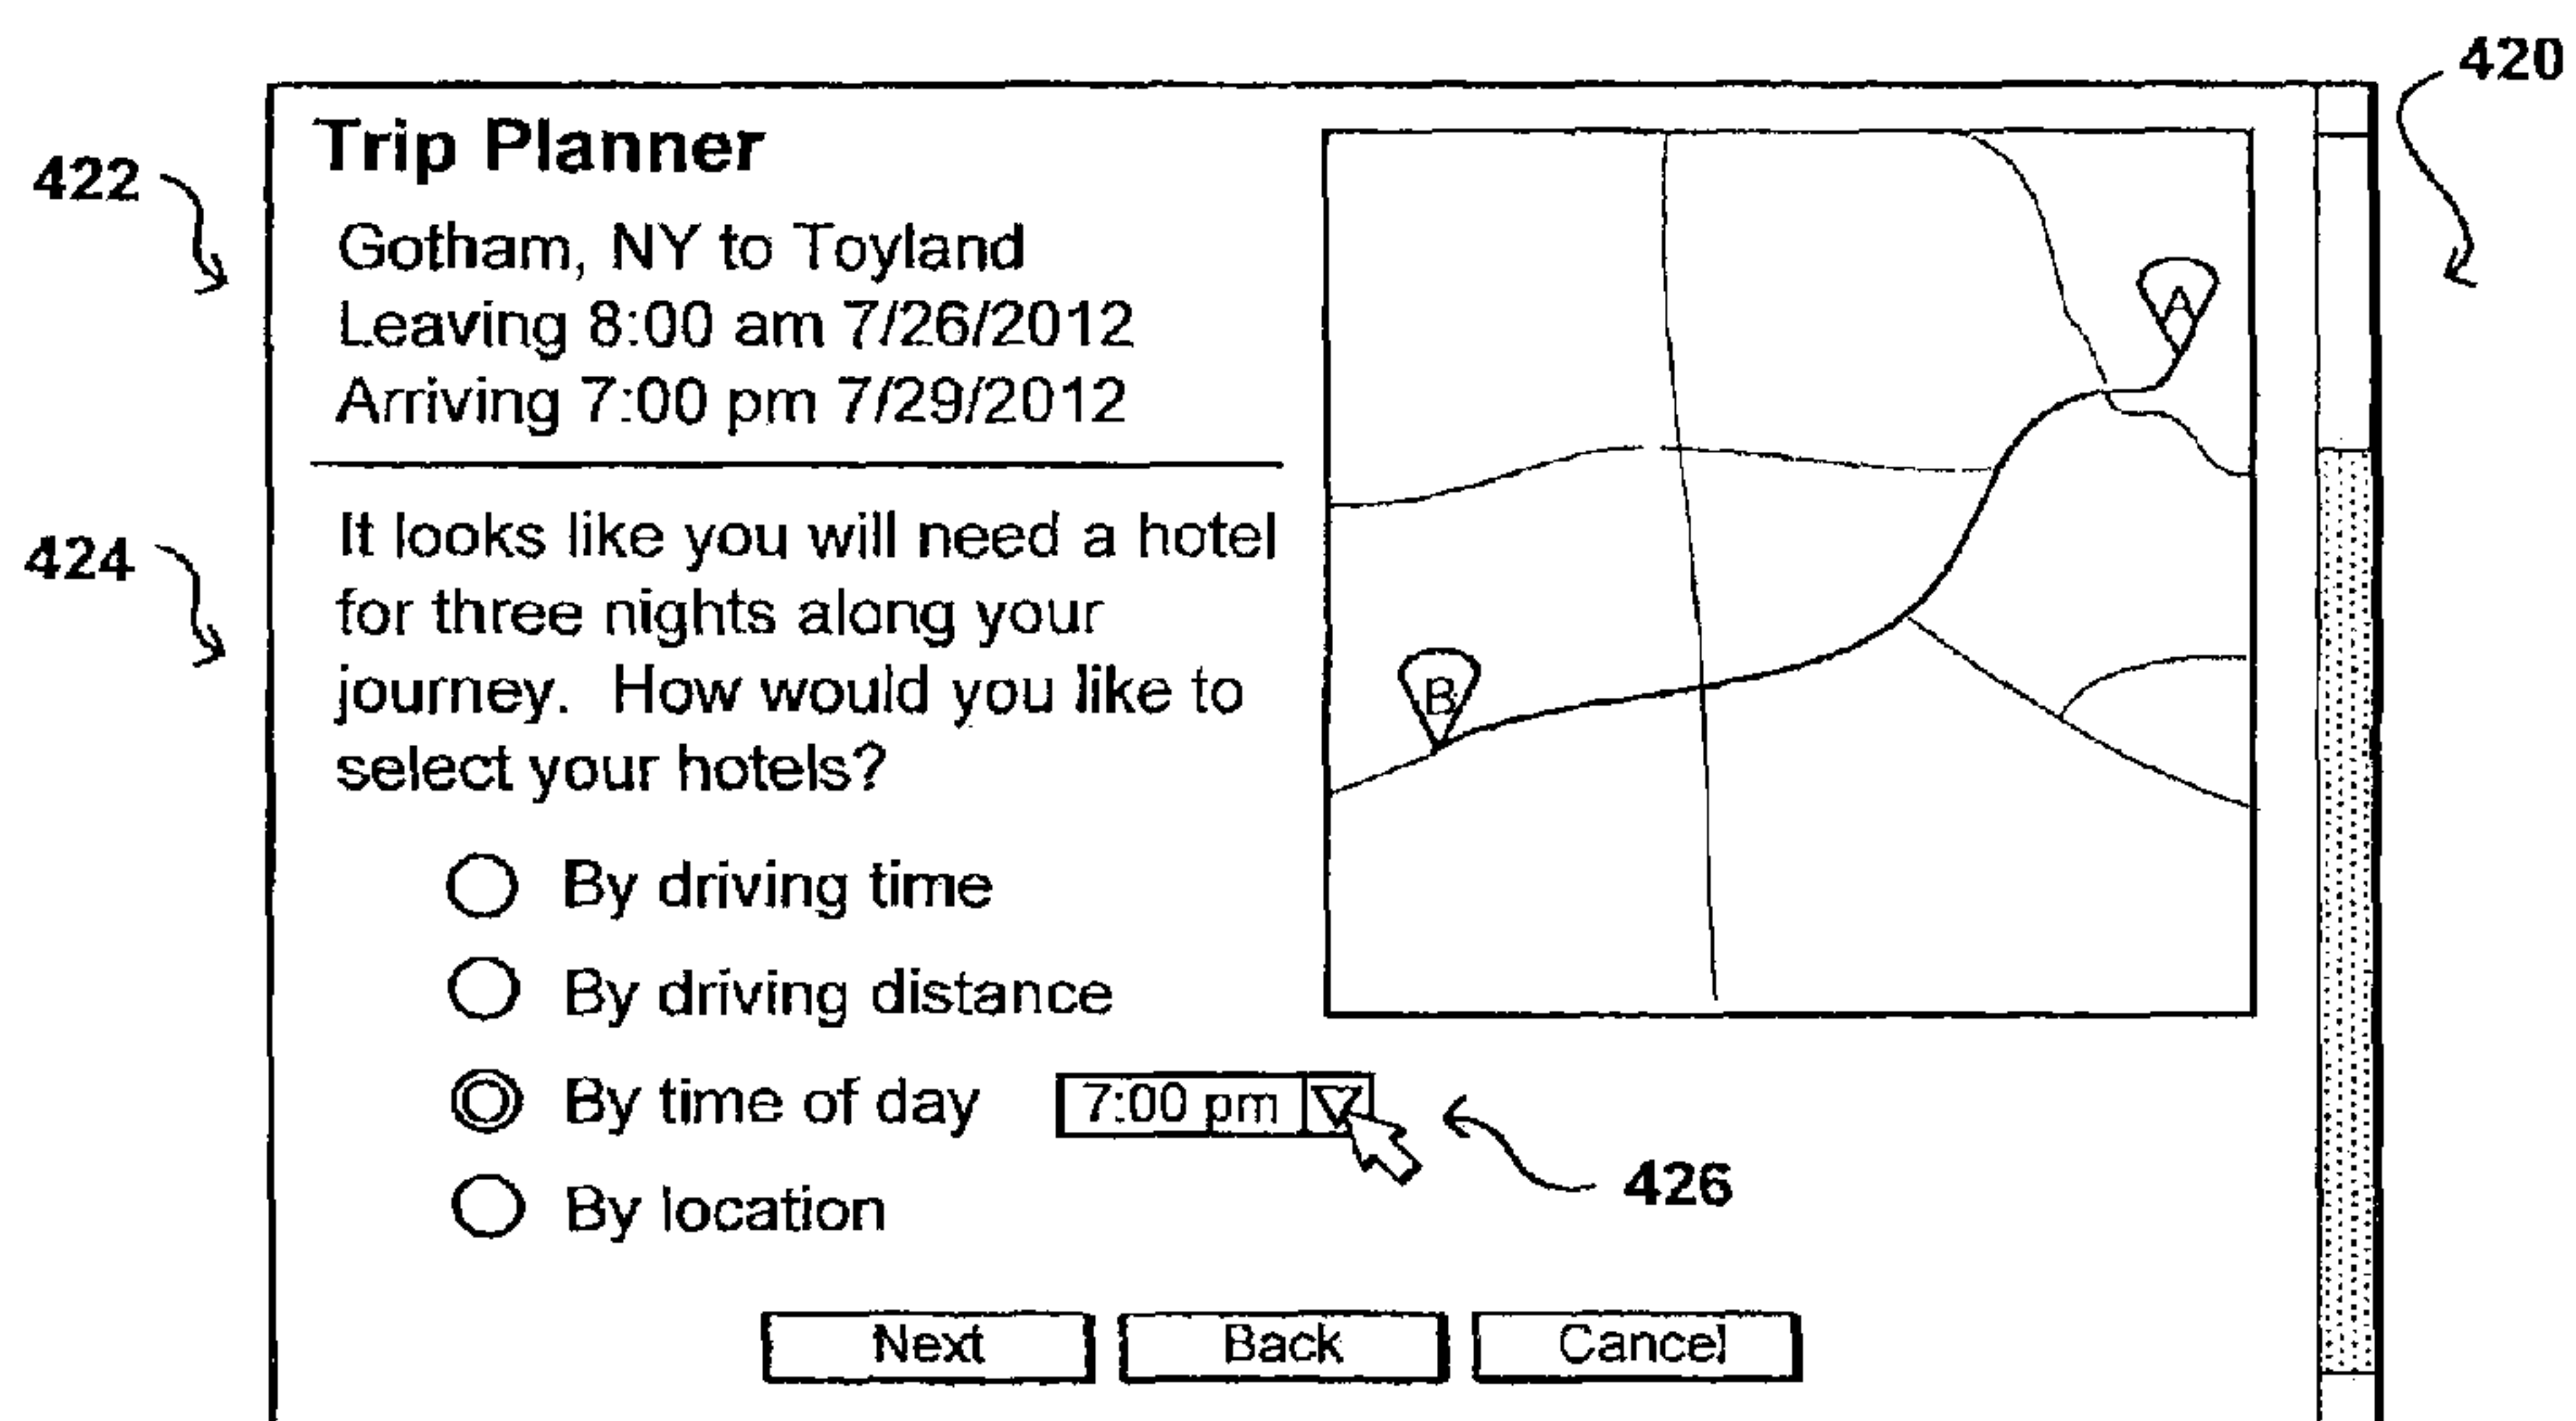 420
Trip Planner
422
Gotham, NY to Toyland
Leaving 8:00 am 7/26/2012
Arriving 7:00 pm 7/29/2012
A
424
It looks like you will need a hotel
for three nights along your
journey. How would you like to
select your hotels?
B
By driving time
By driving distance
By time of day 7:00 pm
426
By location
Next Back Cancel